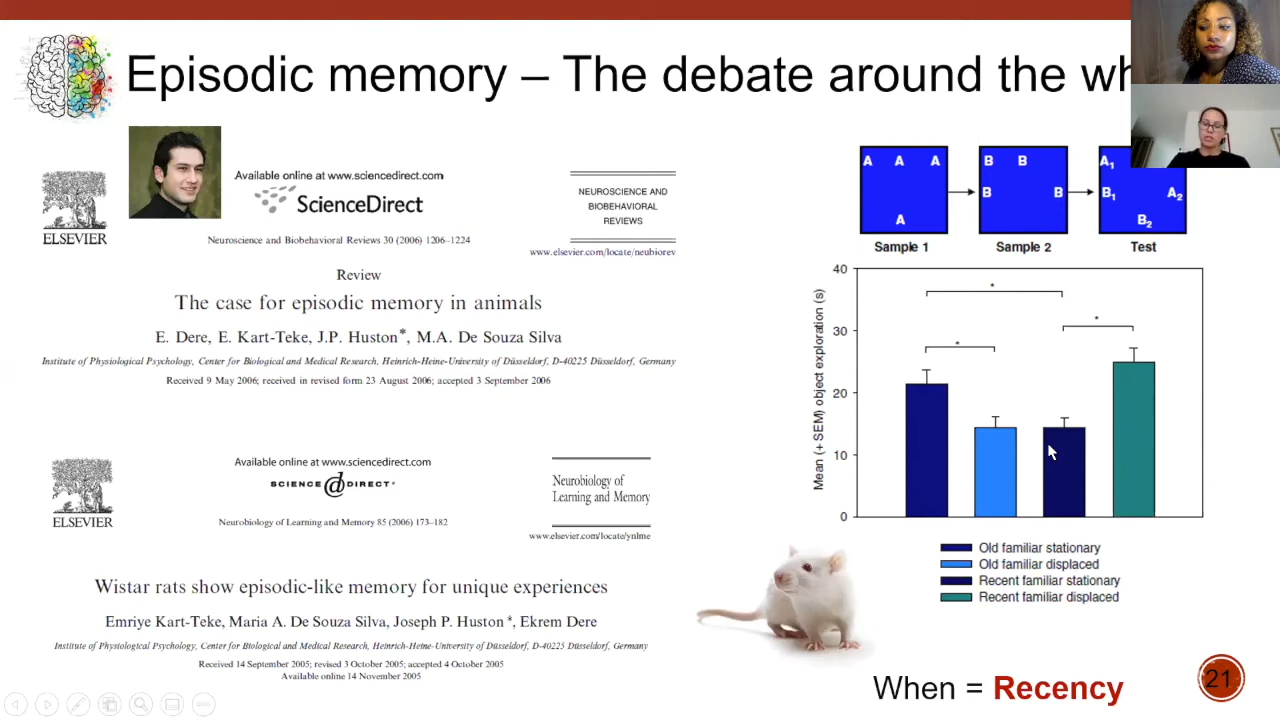 Episodic memory – The debate around the wh
ELSEVIER
Available online at www.sciencedirect.com
ScienceDirect
Neuroscience and Biobehavioral Reviews 30 (2006) 1206–1224
NEUROSCIENCE AND
BIOBEHAVIORAL
REVIEWS
www.elsevier.com/locate/neubiorev
Review
The case for episodic memory in animals
E. Dere, E. Kart-Teke, J.P. Huston*, M.A. De Souza Silva
Institute of Physiological Psychology, Center for Biological and Medical Research, Heinrich-Heine-University of Düsseldorf, D-40225 Düsseldorf, Germany
Received 9 May 2006; received in revised form 23 August 2006; accepted 3 September 2006
ELSEVIER
Available online at www.sciencedirect.com
SCIENCE @ DIRECT*
Neurobiology of Learning and Memory 85 (2006) 173–182
Neurobiology of
Learning and Memory
www.elsevier.com/locate/ynlme
Wistar rats show episodic-like memory for unique experiences
Emriye Kart-Teke, Maria A. De Souza Silva, Joseph P. Huston *, Ekrem Dere
Institute of Physiological Psychology, Center for Biological and Medical Research, Heinrich-Heine-University of Düsseldorf, D-40225 Düsseldorf, Germany
Received 14 September 2005; revised 3 October 2005; accepted 4 October 2005
Available online 14 November 2005
A A A
A
Sample 1
B B
B B
Sample 2
A1
B1 A2
B2
Test
Mean (+ SEM) object exploration (s)
40
30
20
10
0
*
*
*
Old familiar stationary
Old familiar displaced
Recent familiar stationary
Recent familiar displaced
When = Recency
21